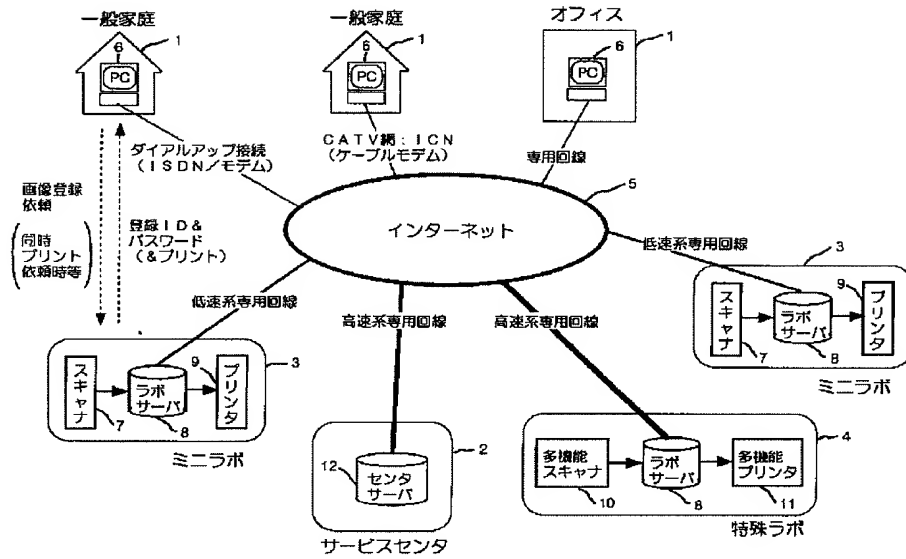 一般家庭
6
1
PC
一般家庭
6
1
PC
オフィス
6
1
PC
ダイアルアップ接続
(ISDN/モデム)
CATV網:ICN
(ケーブルモデム)
専用回線
画像登録
依頼
(同時
プリント
依頼時等)
登録ID&
パスワード
(&プリント)
インターネット
5
低速系専用回線
高速系専用回線
高速系専用回線
低速系専用回線
3
スキャナ
7
ラボ
サーバ
8
9
プリンタ
ミニラボ
3
スキャナ
7
ラボ
サーバ
8
9
プリンタ
ミニラボ
2
12
センタ
サーバ
サービスセンタ
4
多機能
スキャナ
10
ラボ
サーバ
8
多機能
プリンタ
11
特殊ラボ